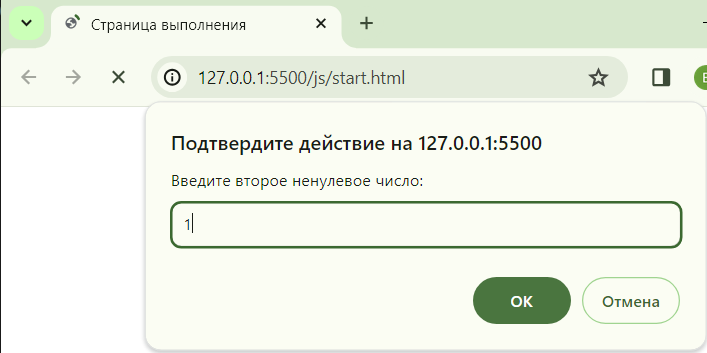 Страница выполнения
127.0.0.1:5500/js/start.html
Подтвердите действие на 127.0.0.1:5500
Введите второе ненулевое число:
1
ОК
Отмена